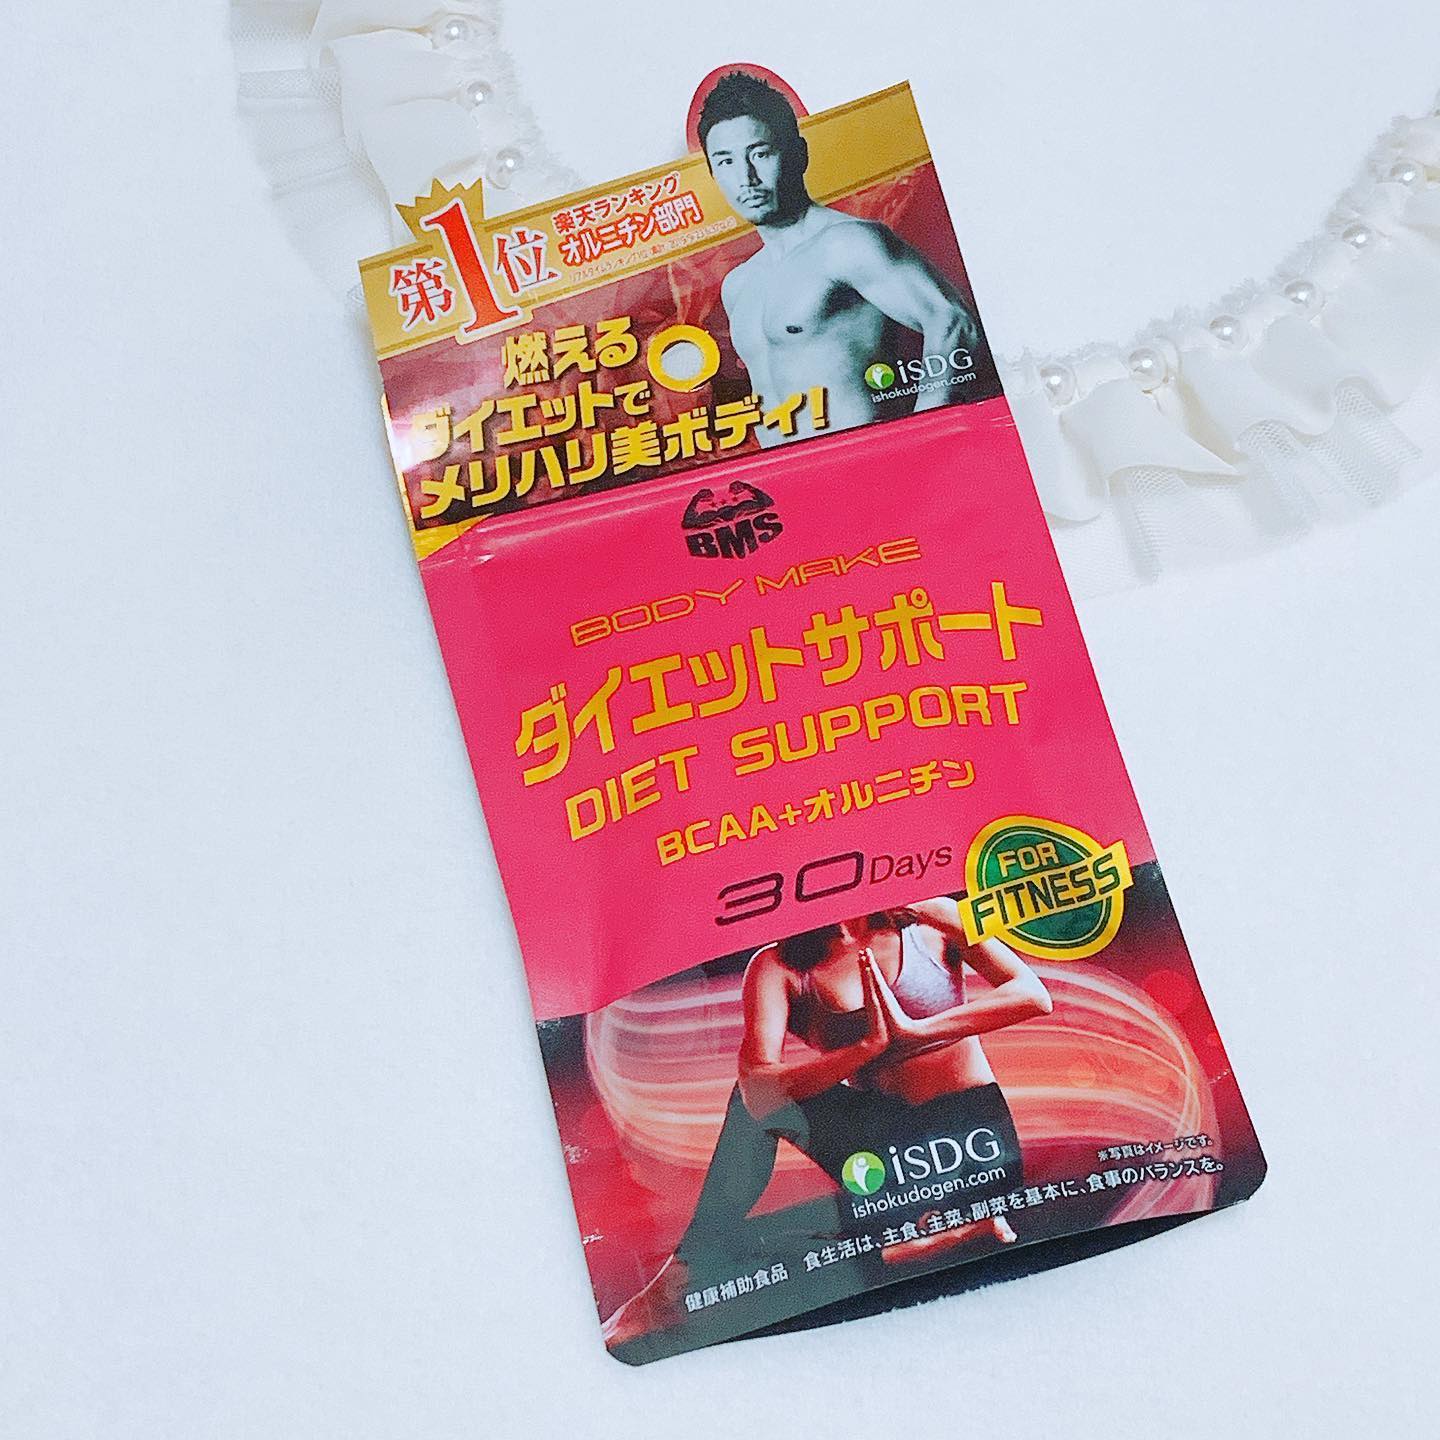 第1位
楽天ランキング
オルニチン部門
燃える
ダイエットで
メリハリ美ボディ!
iSDG
ishokudogen.com
BMS
BODY MAKE
ダイエットサポート
DIET SUPPORT
BCAA+オルニチン
30Days
FOR
FITNESS
iSDG
ishokudogen.com
※写真はイメージです。
健康補助食品 食生活は、主食、主菜、副菜を基本に、食事のバランスを。